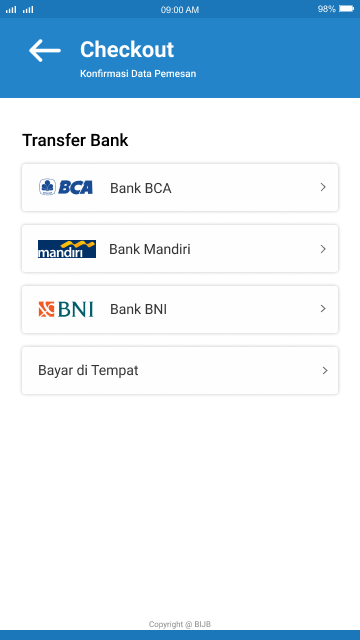 09:00 AM
98%
Checkout
Konfirmasi Data Pemesan
Transfer Bank
BCA Bank BCA
mandiri Bank Mandiri
BNI Bank BNI
Bayar di Tempat
Copyright @ BIJB